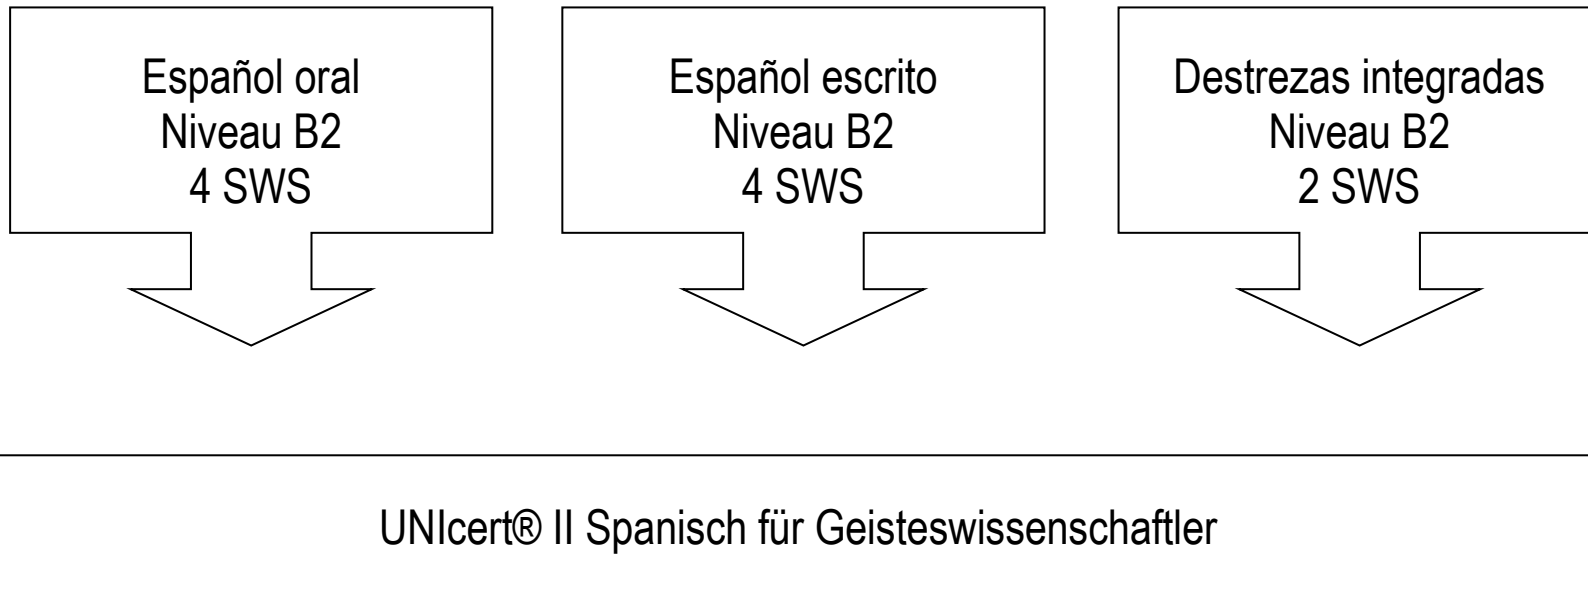 Español oral
Niveau B2
4 SWS
Español escrito
Niveau B2
4 SWS
Destrezas integradas
Niveau B2
2 SWS
UNIcert® II Spanisch für Geisteswissenschaftler